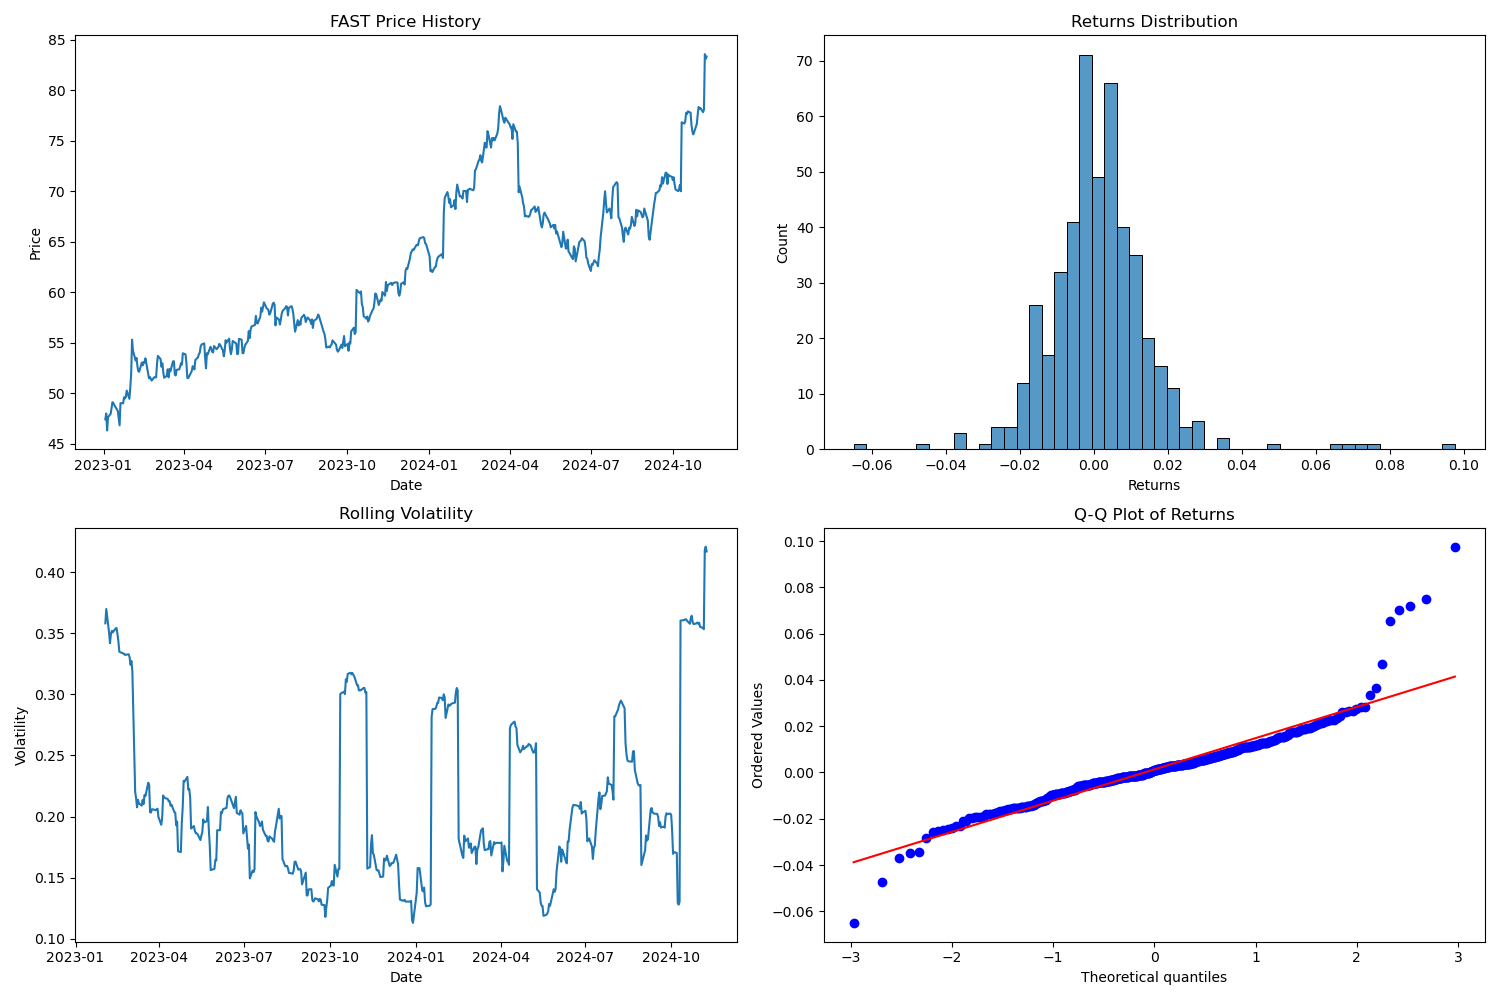 FAST Price History
85
80
75
70
65
60
55
50
45
Price
2023-01 2023-04 2023-07 2023-10 2024-01 2024-04 2024-07 2024-10
Date
Returns Distribution
70
60
50
40
30
20
10
0
Count
−0.06 −0.04 −0.02 0.00 0.02 0.04 0.06 0.08 0.10
Returns
Rolling Volatility
0.40
0.35
0.30
0.25
0.20
0.15
0.10
Volatility
2023-01 2023-04 2023-07 2023-10 2024-01 2024-04 2024-07 2024-10
Date
Q-Q Plot of Returns
0.10
0.08
0.06
0.04
0.02
0.00
−0.02
−0.04
−0.06
Ordered Values
−3 −2 −1 0 1 2 3
Theoretical quantiles